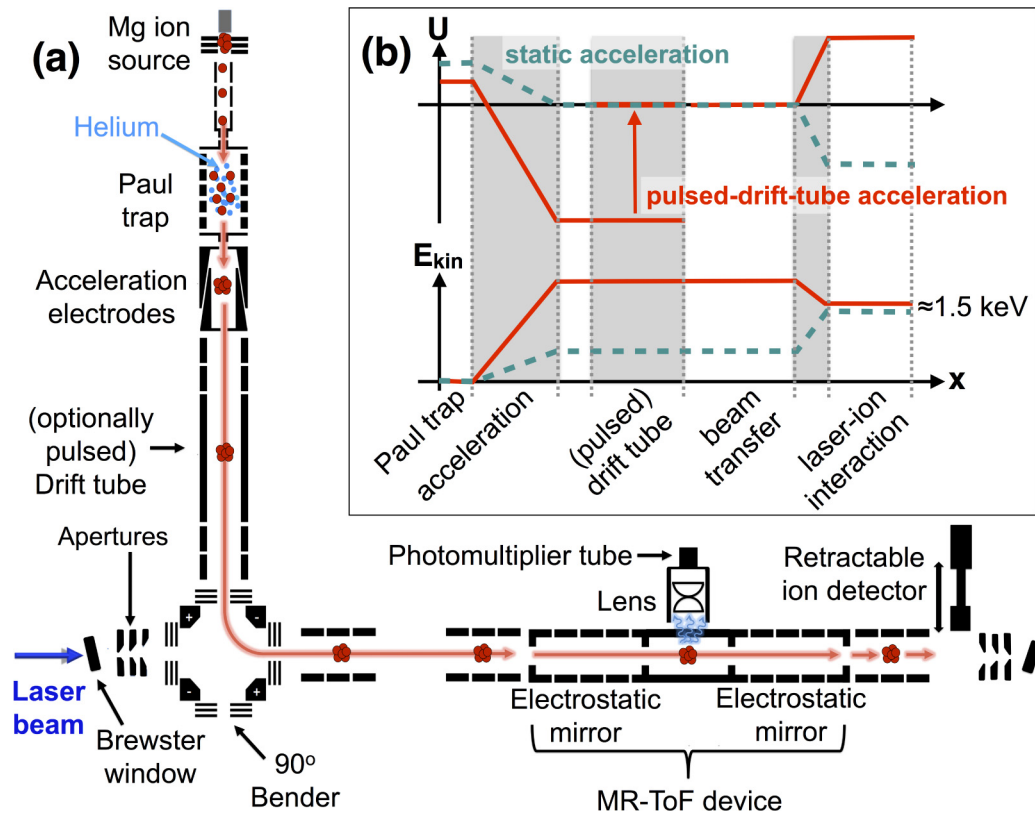 (a)
Mg ion
source
Helium
Paul
trap
Acceleration
electrodes
(optionally
pulsed)
Drift tube
Apertures
Laser
beam
Brewster
window
90º
Bender
+
-
-
+
Photomultiplier tube
Lens
Retractable
ion detector
Electrostatic
mirror
Electrostatic
mirror
MR-ToF device
(b)
U
static acceleration
pulsed-drift-tube acceleration
Ekin
≈1.5 keV
x
Paul trap
acceleration
(pulsed)
drift tube
beam
transfer
laser-ion
interaction